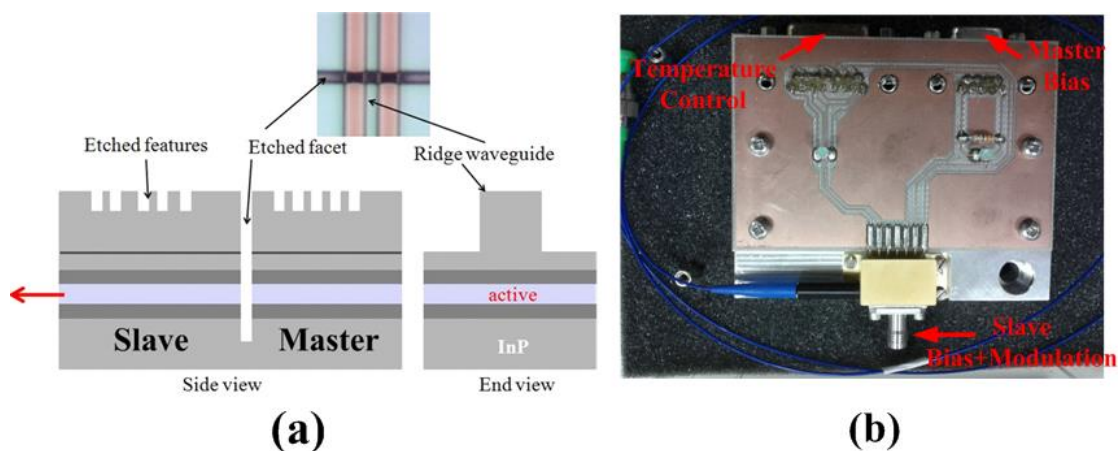 Etched features
Etched facet
Ridge waveguide
active
Slave
Master
InP
Side view
End view
(a)
Temperature
Control
Master
Bias
Slave
Bias+Modulation
(b)